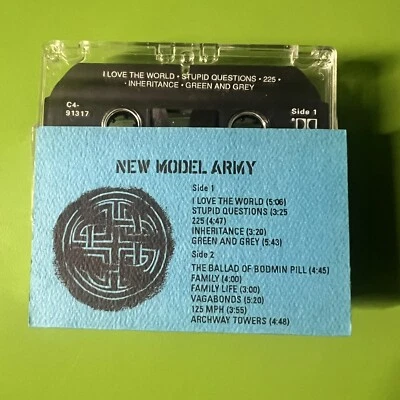 I LOVE THE WORLD • STUPID QUESTIONS • 225 •
INHERITANCE • GREEN AND GREY
C4-
91317
Side 1
NEW MODEL ARMY
Side 1
I LOVE THE WORLD (5:06)
STUPID QUESTIONS (3:25
225 (4:47)
INHERITANCE (3:20)
GREEN AND GREY (5:43)
Side 2
THE BALLAD OF BODMIN PILL (4:45)
FAMILY (4:00)
FAMILY LIFE (3:00)
VAGABONDS (5:20)
125 MPH (3:55)
ARCHWAY TOWERS (4:48)